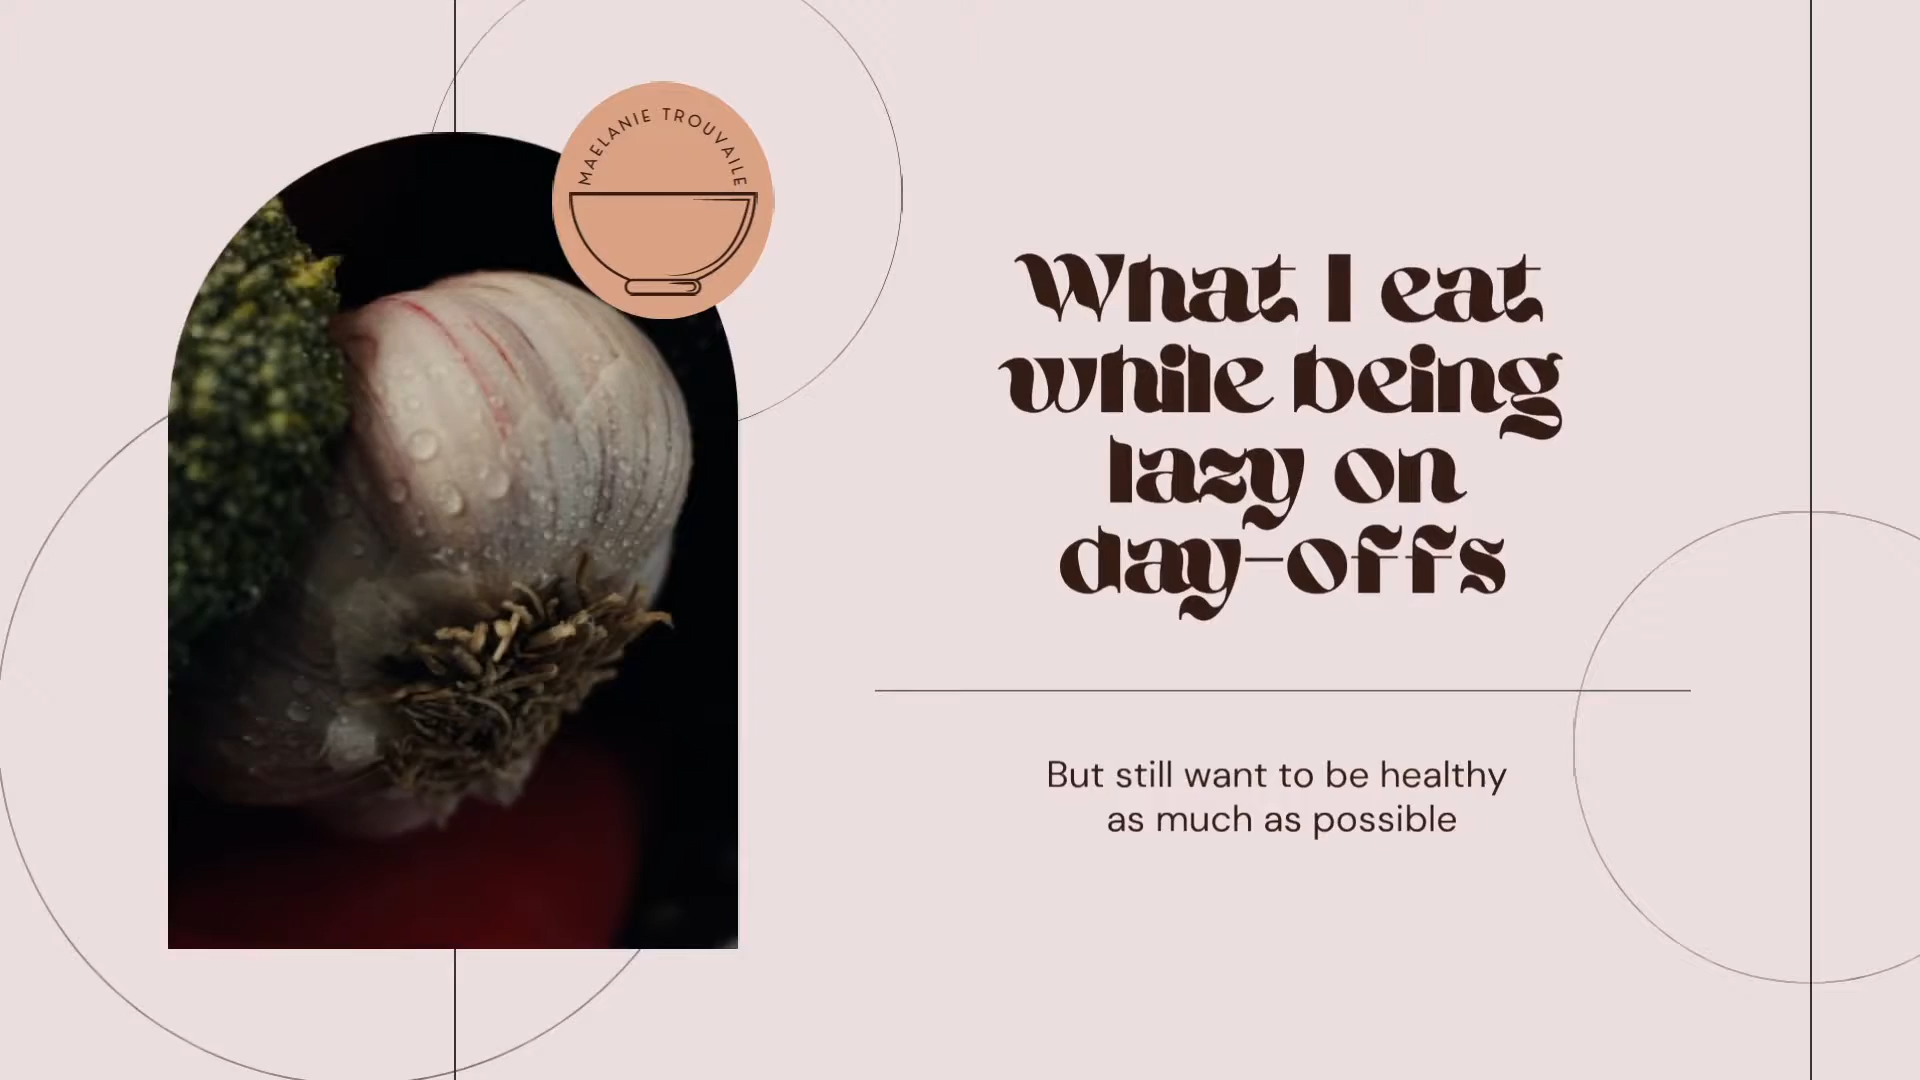 MAELANIE TROUVAILE
What I eat
while being
lazy on
day-offs
But still want to be healthy
as much as possible